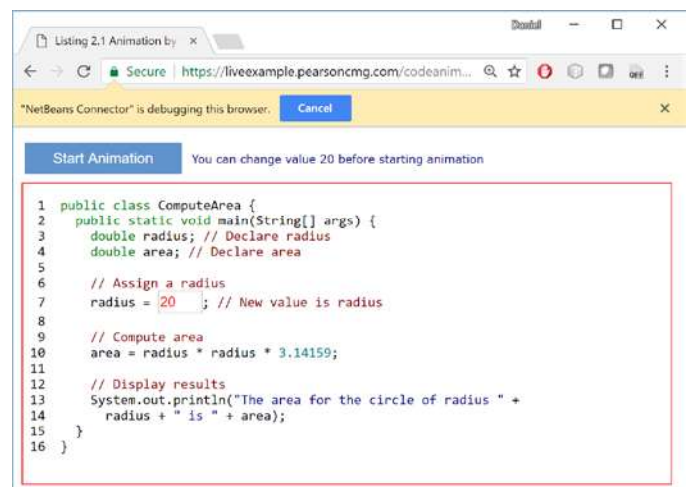 Daniel
Listing 2.1 Animation by ×
Secure https://liveexample.pearsoncmg.com/codeanim...
OFF
"NetBeans Connector" is debugging this browser. Cancel ×
Start Animation You can change value 20 before starting animation
1 public class ComputeArea {
2 public static void main(String[] args) {
3 double radius; // Declare radius
4 double area; // Declare area
5
6 // Assign a radius
7 radius = 20 ; // New value is radius
8
9 // Compute area
10 area = radius * radius * 3.14159;
11
12 // Display results
13 System.out.println("The area for the circle of radius " +
14 radius + " is " + area);
15 }
16 }